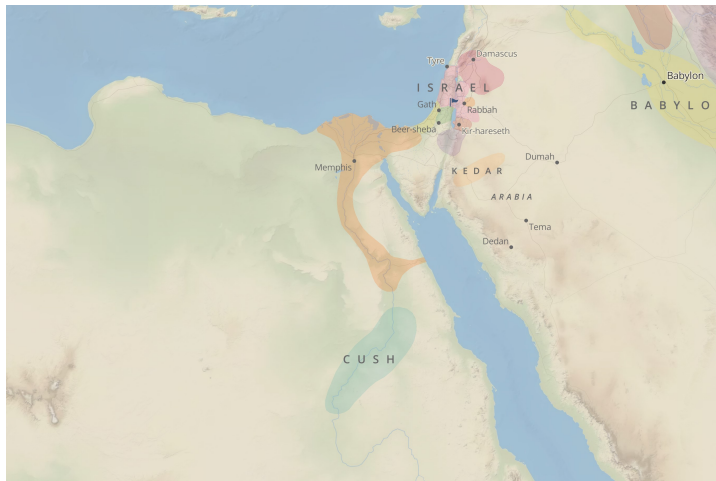 Damascus
Tyre
ISRAEL
Babylon
Gath
Rabbah
BABYLO
Beer-sheba
Kir-hareseth
Memphis
Dumah
KEDAR
ARABIA
Tema
Dedan
CUSH